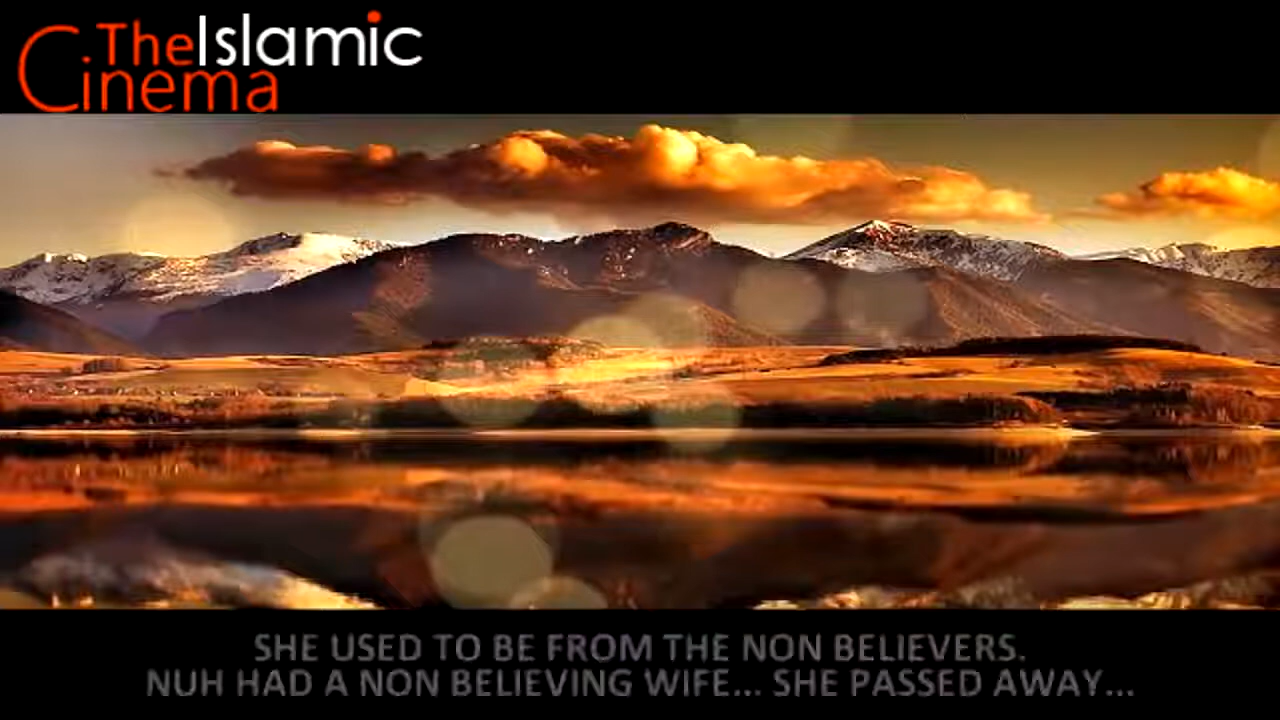 TheIslamic
Cinema
SHE USED TO BE FROM THE NON BELIEVERS.
NUH HAD A NON BELIEVING WIFE... SHE PASSED AWAY...